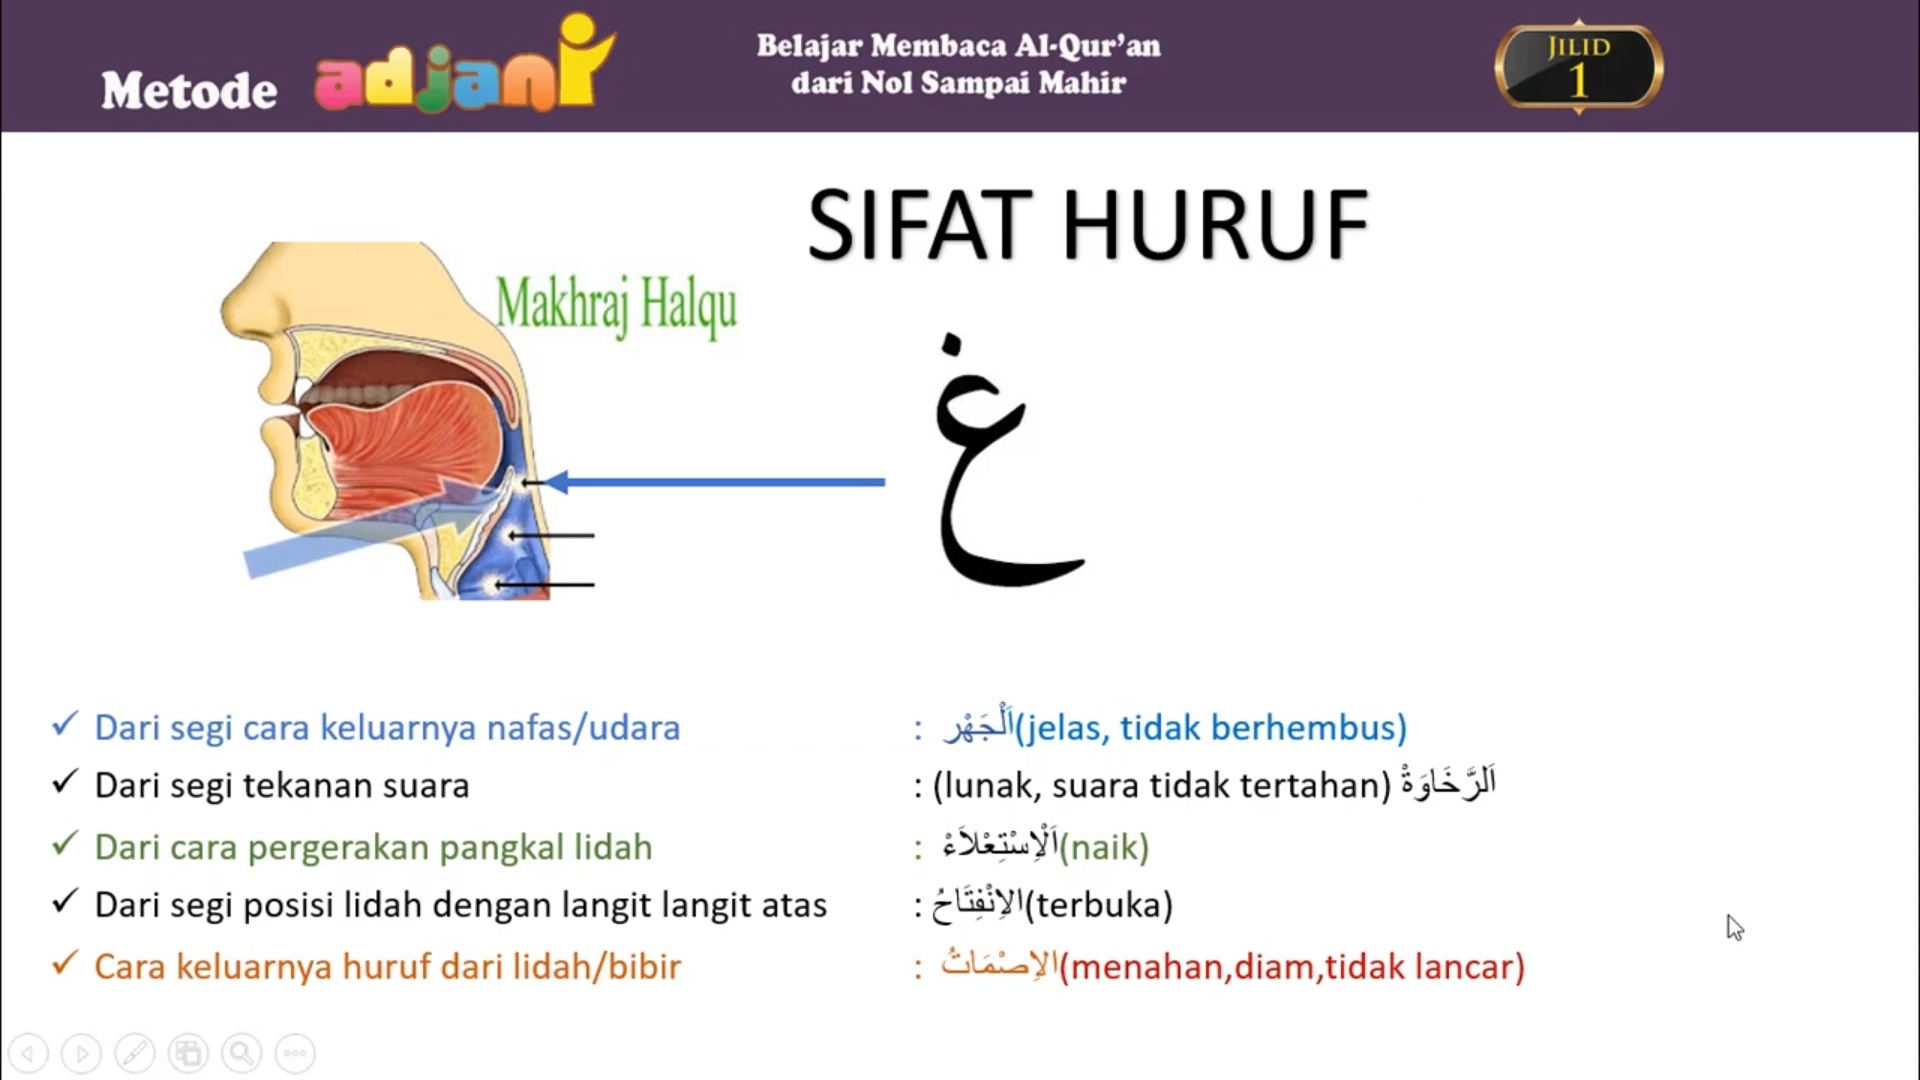 Metode adjani
Belajar Membaca Al-Qur'an
dari Nol Sampai Mahir
JILID
1
SIFAT HURUF
Makhraj Halqu
غ
✓ Dari segi cara keluarnya nafas/udara : اَلْجَهْر(jelas, tidak berhembus)
✓ Dari segi tekanan suara : (lunak, suara tidak tertahan) اَلرَّخَاوَةْ
✓ Dari cara pergerakan pangkal lidah : اَلْاِسْتِعْلَاءْ(naik)
✓ Dari segi posisi lidah dengan langit langit atas : الاِنْفِتَاحُ(terbuka)
✓ Cara keluarnya huruf dari lidah/bibir : الاِصْمَاتُ(menahan,diam,tidak lancar)